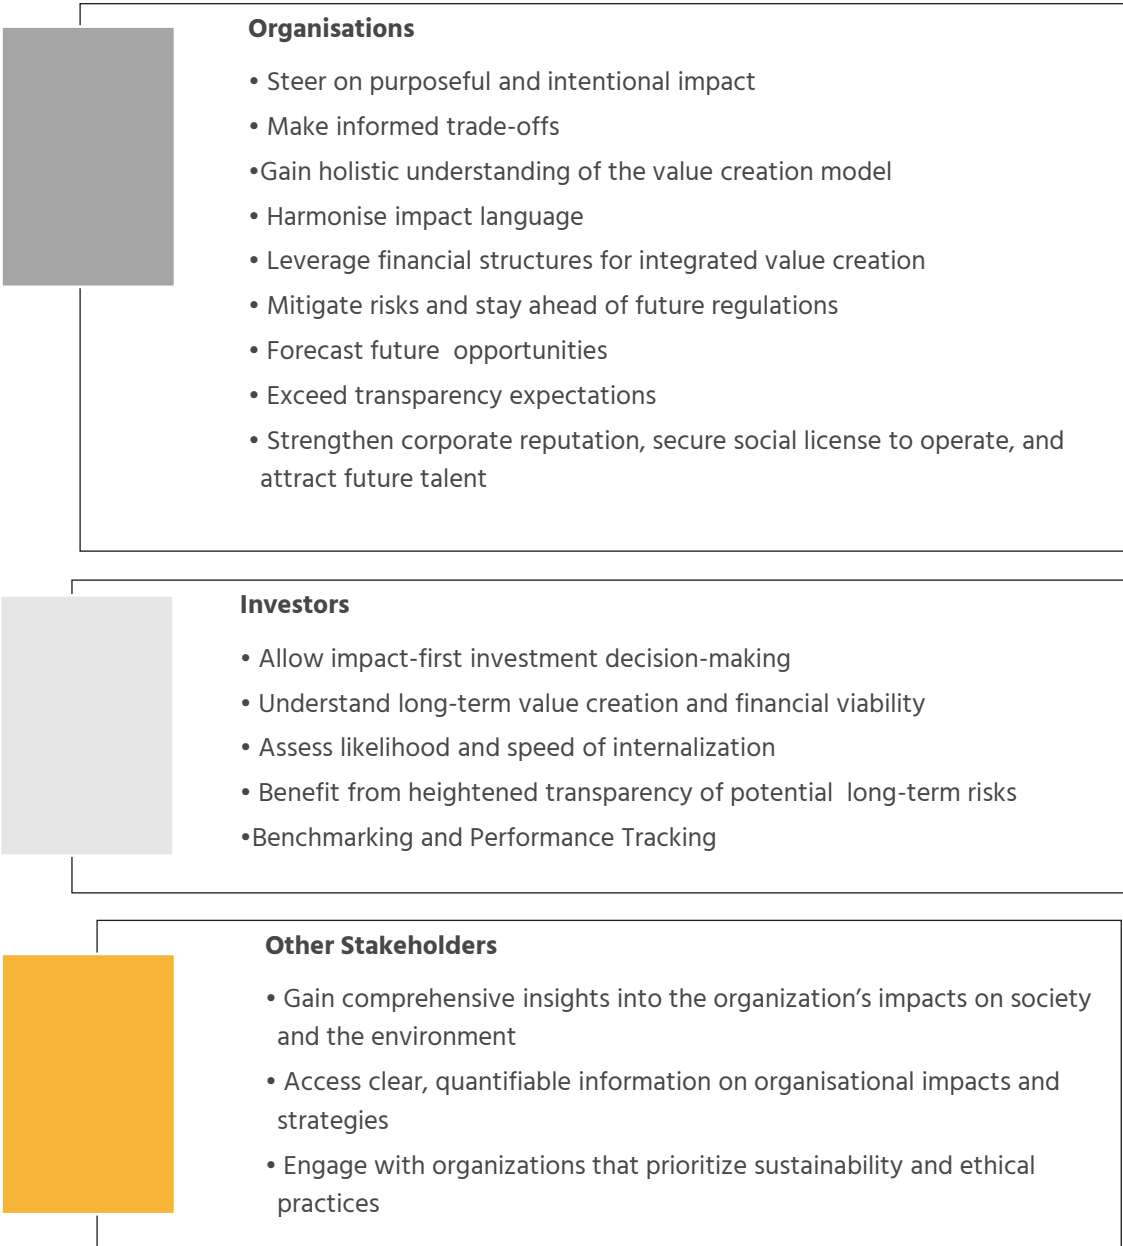 Organisations
• Steer on purposeful and intentional impact
• Make informed trade-offs
•Gain holistic understanding of the value creation model
• Harmonise impact language
• Leverage financial structures for integrated value creation
• Mitigate risks and stay ahead of future regulations
• Forecast future  opportunities
• Exceed transparency expectations
• Strengthen corporate reputation, secure social license to operate, and
attract future talent
Investors
• Allow impact-first investment decision-making
• Understand long-term value creation and financial viability
• Assess likelihood and speed of internalization
• Benefit from heightened transparency of potential  long-term risks
•Benchmarking and Performance Tracking
Other Stakeholders
• Gain comprehensive insights into the organization’s impacts on society
and the environment
• Access clear, quantifiable information on organisational impacts and
strategies
• Engage with organizations that prioritize sustainability and ethical
practices